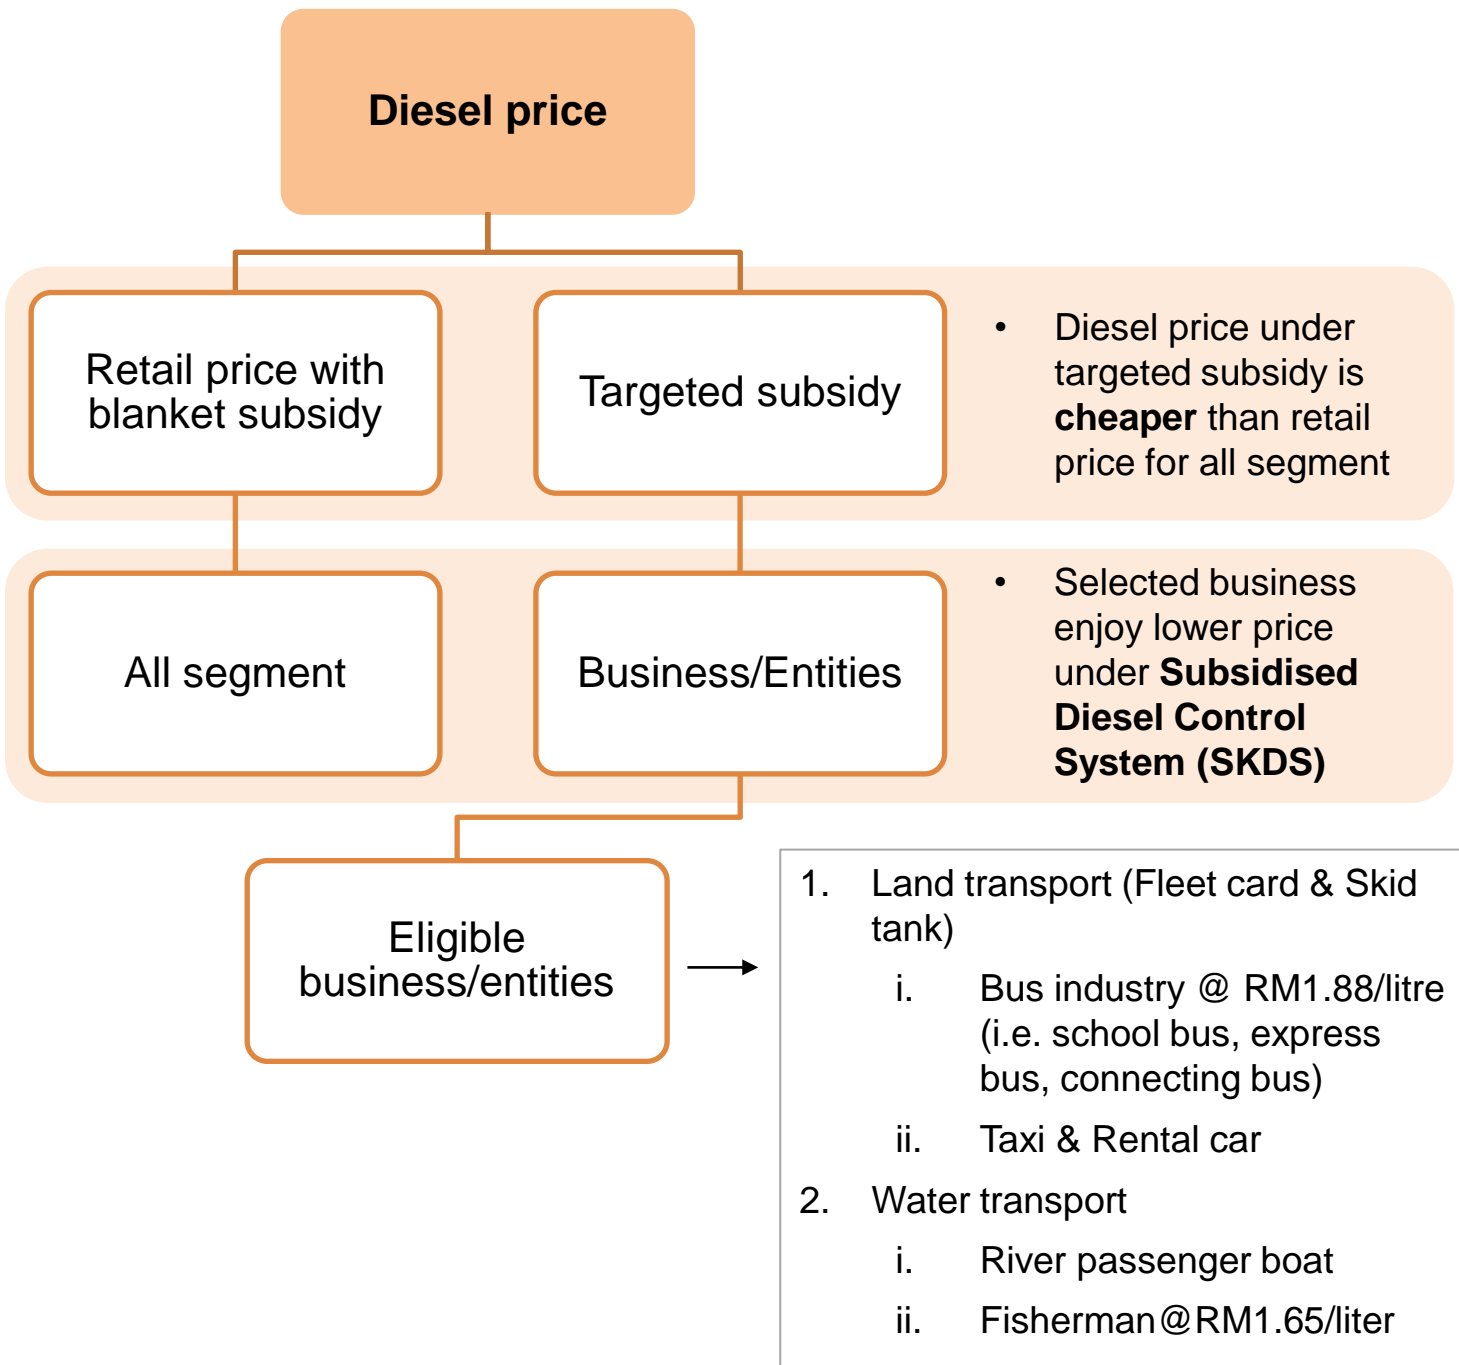 Diesel price
Retail price with
blanket subsidy
Targeted subsidy
• Diesel price under
targeted subsidy is
cheaper than retail
price for all segment
All segment
Business/Entities
• Selected business
enjoy lower price
under Subsidised
Diesel Control
System (SKDS)
Eligible
business/entities
1. Land transport (Fleet card & Skid
tank)
i. Bus industry @ RM1.88/litre
(i.e. school bus, express
bus, connecting bus)
ii. Taxi & Rental car
2. Water transport
i. River passenger boat
ii. Fisherman@RM1.65/liter